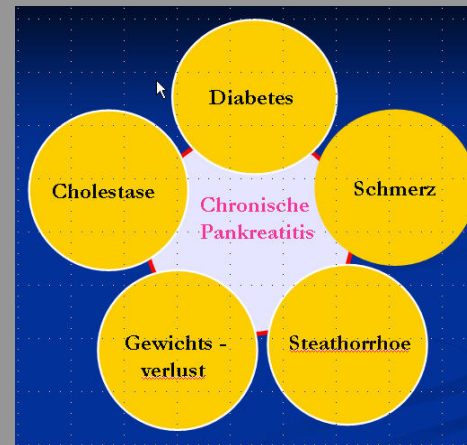 Diabetes
Cholestase
Schmerz
Chronische
Pankreatitis
Gewichts -
verlust
Steathorrhoe